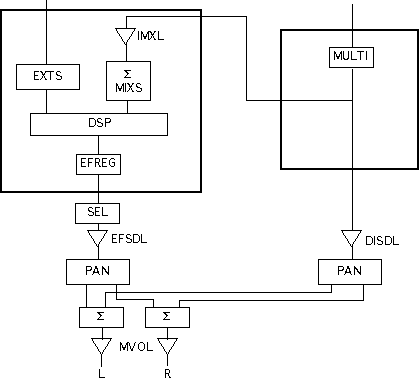 IMXL
MULTI
EXTS
Σ
MIXS
DSP
EFREG
SEL
EFSDL
DISDL
PAN
PAN
Σ
Σ
MVOL
L
R